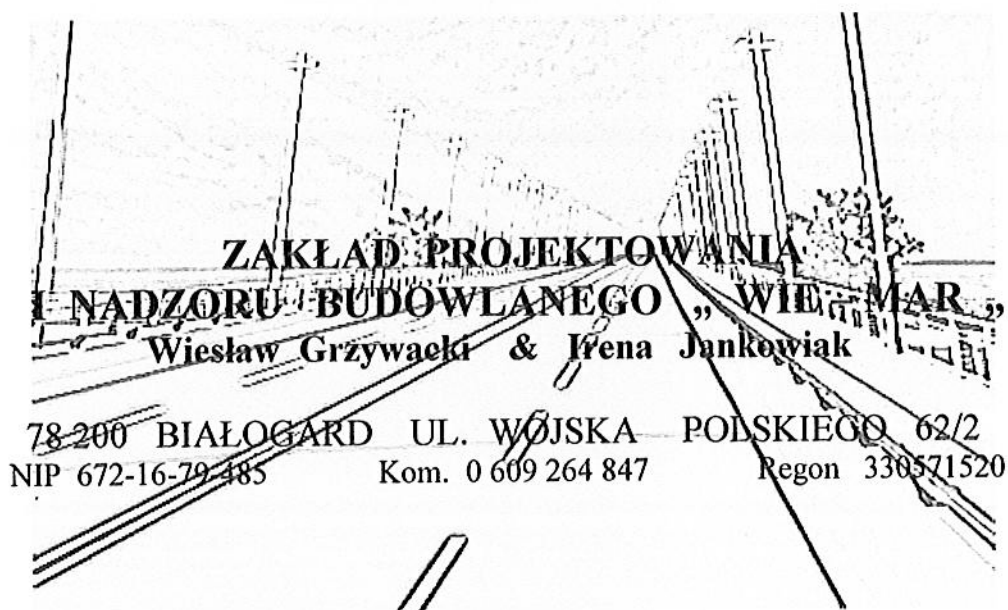 ZAKŁAD PROJEKTOWANIA
I NADZORU BUDOWLANEGO „ WIE – MAR „
Wiesław Grzywacki & Irena Jankowiak
78 200 BIAŁOGARD UL. WOJSKA POLSKIEGO 62/2
NIP 672-16-79-485 Kom. 0 609 264 847 Regon 330571520